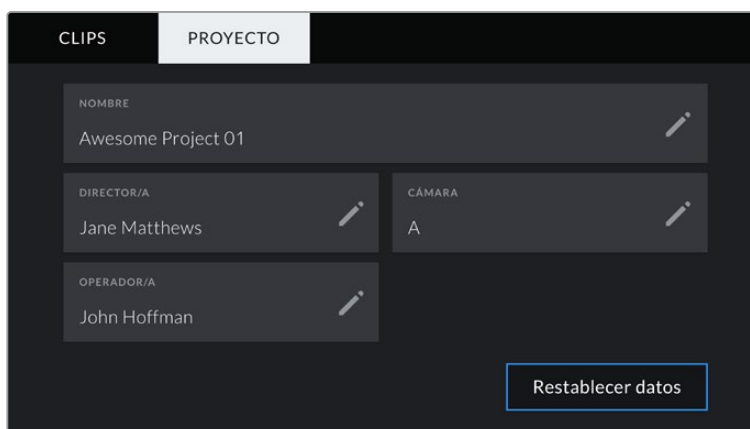 CLIPS PROYECTO
NOMBRE
Awesome Project 01
DIRECTOR/A
Jane Matthews
CÁMARA
A
OPERADOR/A
John Hoffman
Restablecer datos